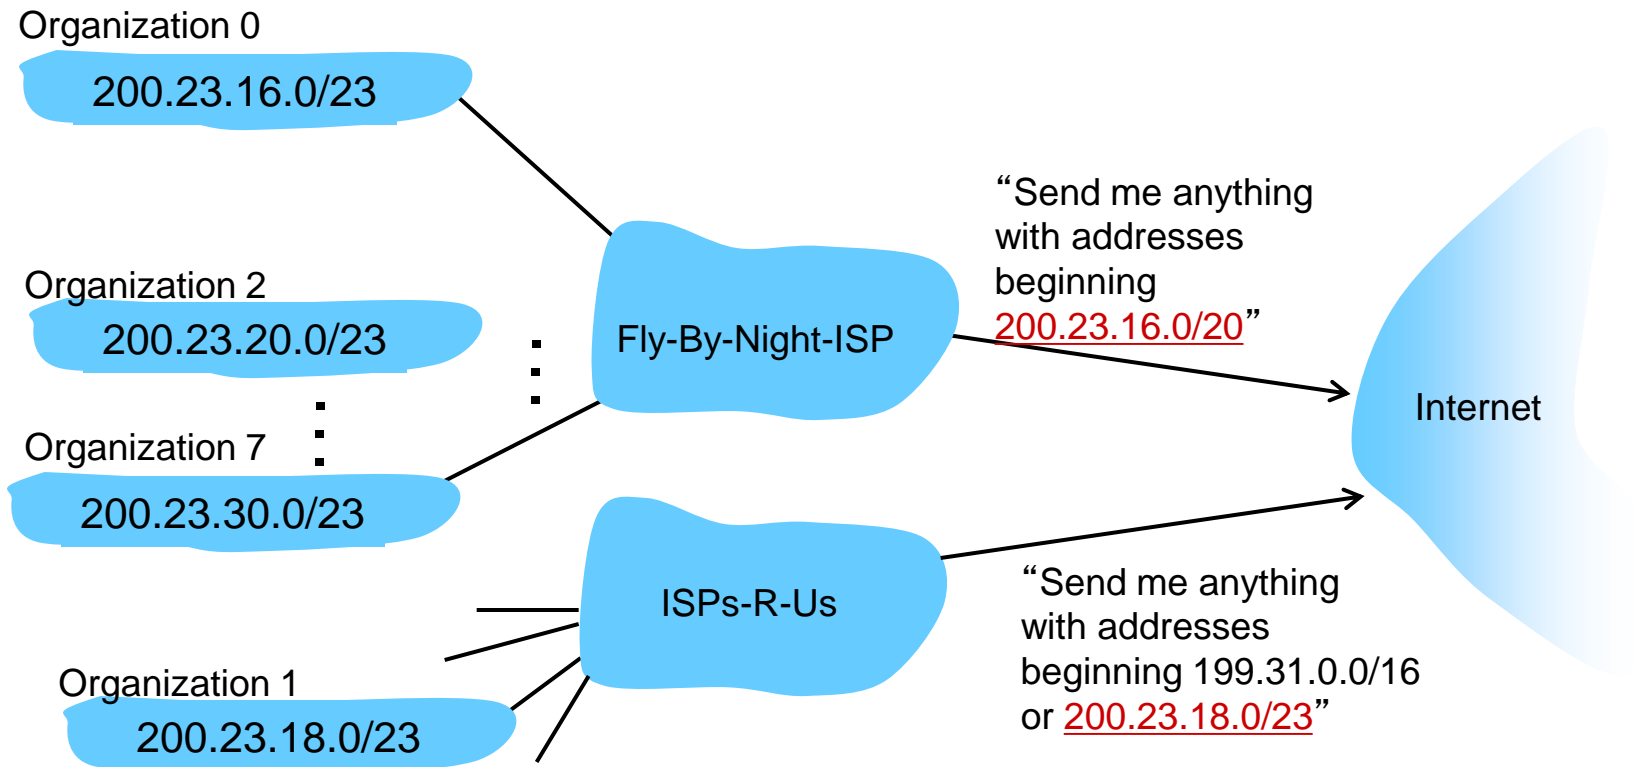 Organization 0
200.23.16.0/23
Organization 2
200.23.20.0/23
Organization 7
200.23.30.0/23
Organization 1
200.23.18.0/23
Fly-By-Night-ISP
ISPs-R-Us
“Send me anything
with addresses
beginning
200.23.16.0/20”
“Send me anything
with addresses
beginning 199.31.0.0/16
or 200.23.18.0/23”
Internet